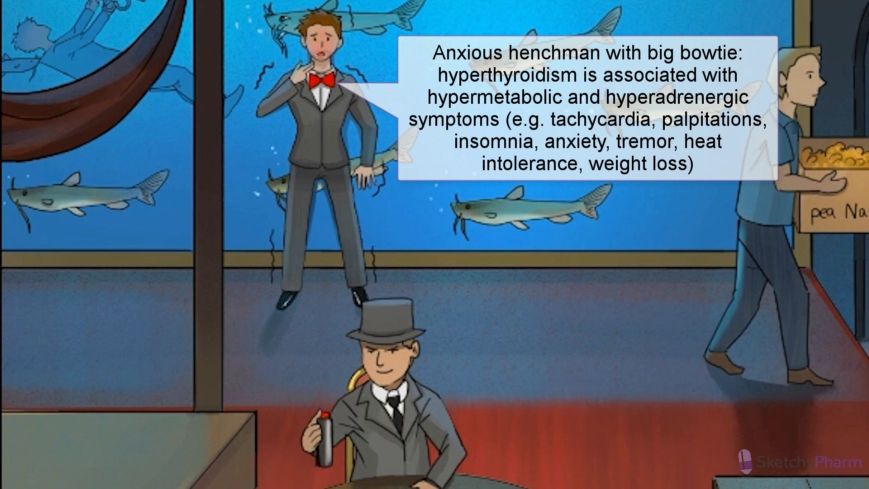 Anxious henchman with big bowtie:
hyperthyroidism is associated with
hypermetabolic and hyperadrenergic
symptoms (e.g. tachycardia, palpitations,
insomnia, anxiety, tremor, heat
intolerance, weight loss)
pea Na
SketchyPharm